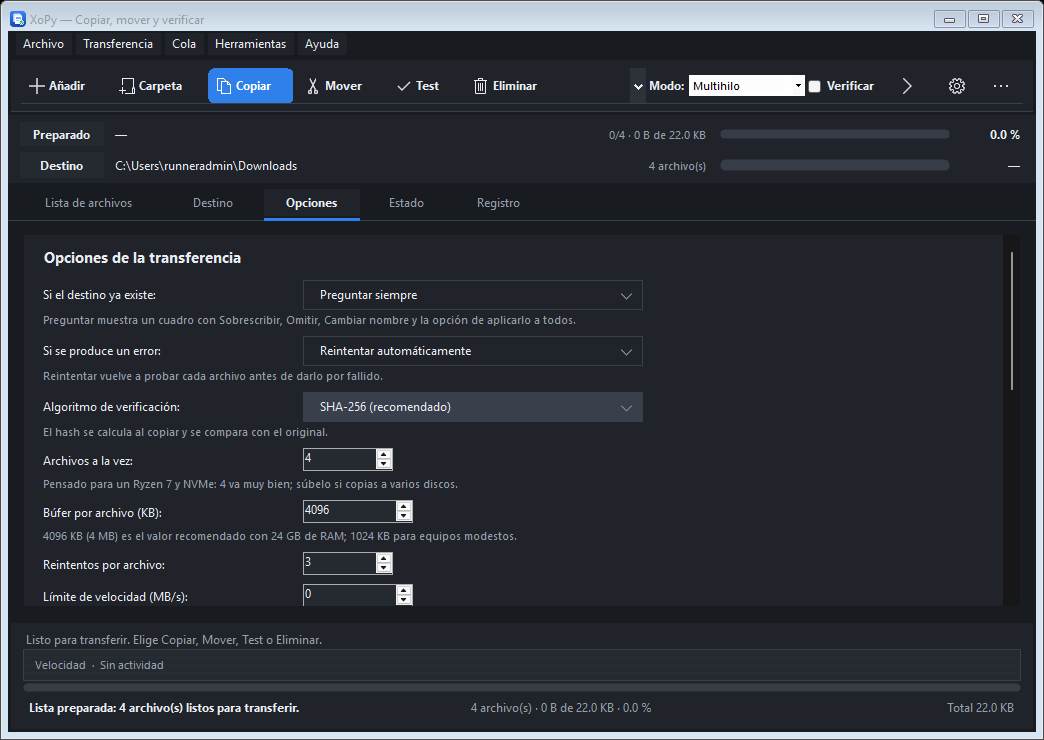 XoPy — Copiar, mover y verificar
Archivo Transferencia Cola Herramientas Ayuda
Añadir Carpeta Copiar Mover Test Eliminar Modo: Multihilo Verificar
Preparado — 0/4 · 0 B de 22.0 KB 0.0 %
Destino C:\Users\runneradmin\Downloads 4 archivo(s) —
Lista de archivos Destino Opciones Estado Registro
Opciones de la transferencia
Si el destino ya existe: Preguntar siempre
Preguntar muestra un cuadro con Sobrescribir, Omitir, Cambiar nombre y la opción de aplicarlo a todos.
Si se produce un error: Reintentar automáticamente
Reintentar vuelve a probar cada archivo antes de darlo por fallido.
Algoritmo de verificación: SHA-256 (recomendado)
El hash se calcula al copiar y se compara con el original.
Archivos a la vez: 4
Pensado para un Ryzen 7 y NVMe: 4 va muy bien; súbelo si copias a varios discos.
Búfer por archivo (KB): 4096
4096 KB (4 MB) es el valor recomendado con 24 GB de RAM; 1024 KB para equipos modestos.
Reintentos por archivo: 3
Límite de velocidad (MB/s): 0
Listo para transferir. Elige Copiar, Mover, Test o Eliminar.
Velocidad · Sin actividad
Lista preparada: 4 archivo(s) listos para transferir. 4 archivo(s) · 0 B de 22.0 KB · 0.0 % Total 22.0 KB